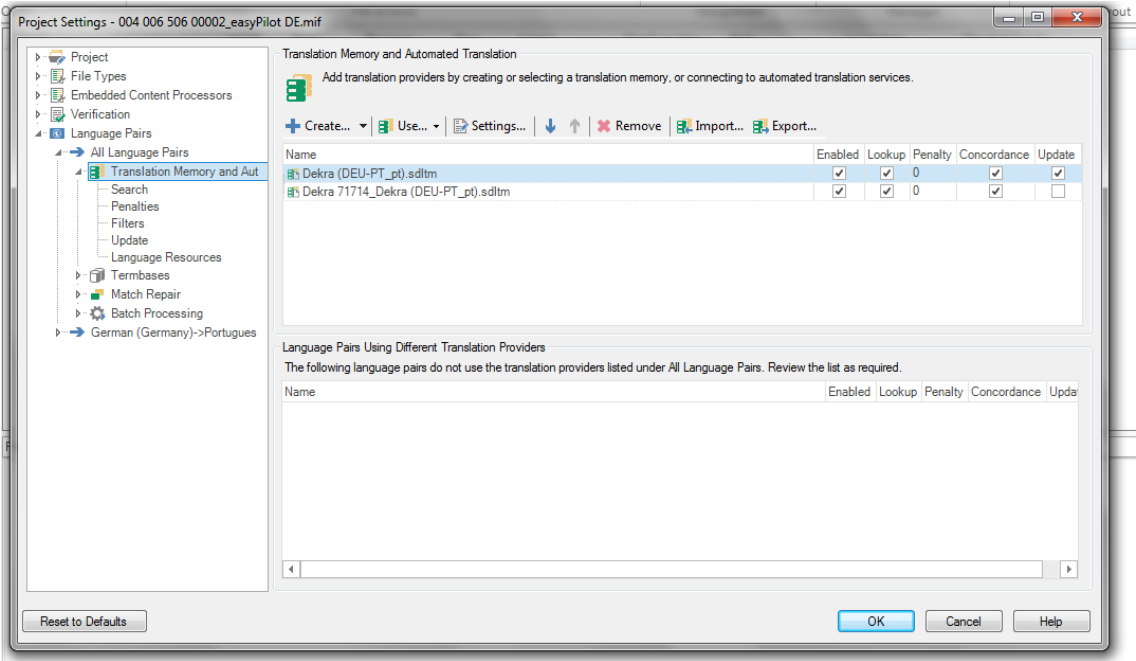 out
Project Settings - 004 006 506 00002_easyPilot DE.mif
Project
File Types
Embedded Content Processors
Verification
Language Pairs
All Language Pairs
Translation Memory and Aut
Search
Penalties
Filters
Update
Language Resources
Termbases
Match Repair
Batch Processing
German (Germany)->Portugues
Translation Memory and Automated Translation
Add translation providers by creating or selecting a translation memory, or connecting to automated translation services.
Create... Use... Settings... Remove Import... Export...
Name Enabled Lookup Penalty Concordance Update
Dekra (DEU-PT_pt).sdltm 0
Dekra 71714_Dekra (DEU-PT_pt).sdltm 0
Language Pairs Using Different Translation Providers
The following language pairs do not use the translation providers listed under All Language Pairs. Review the list as required.
Name Enabled Lookup Penalty Concordance Upda
Reset to Defaults OK Cancel Help